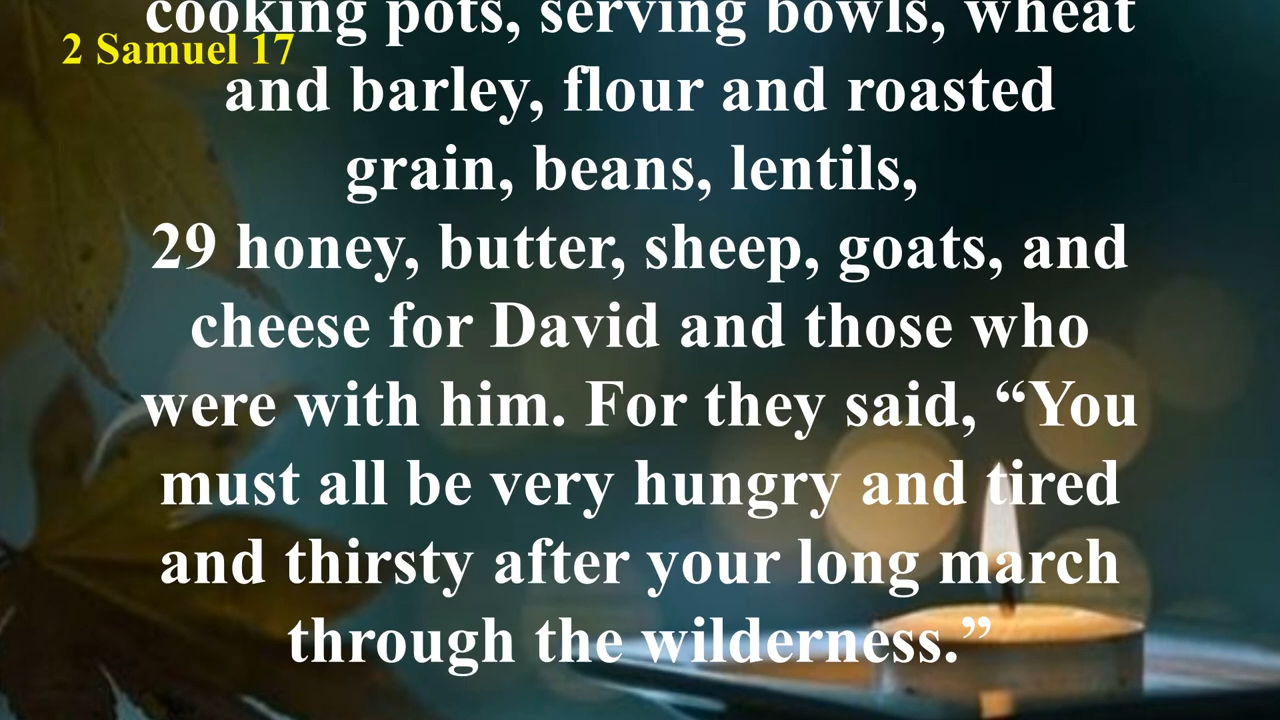 cooking pots, serving bowls, wheat
2 Samuel 17
and barley, flour and roasted
grain, beans, lentils,
29 honey, butter, sheep, goats, and
cheese for David and those who
were with him. For they said, “You
must all be very hungry and tired
and thirsty after your long march
through the wilderness.”